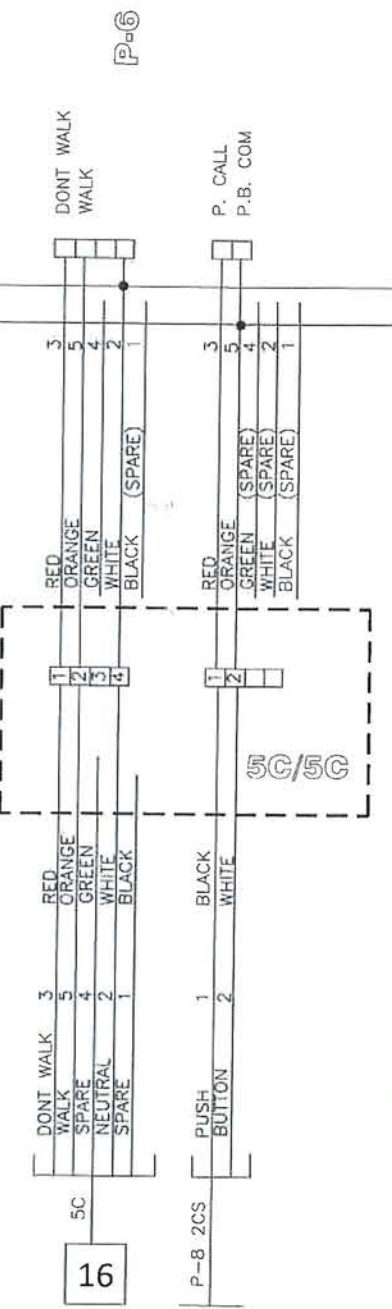 P-6
16
5C
DONT WALK 3 RED 1 RED 3 DONT WALK
WALK 5 ORANGE 2 ORANGE 5 WALK
SPARE 4 GREEN 3 GREEN 4
NEUTRAL 2 WHITE 4 WHITE 2
SPARE 1 BLACK BLACK (SPARE) 1
P-8 2CS
PUSH 1 BLACK 1 RED 3 P. CALL
BUTTON 2 WHITE 2 ORANGE 5 P.B. COM
GREEN (SPARE) 4
WHITE (SPARE) 2
BLACK (SPARE) 1
5C/5C